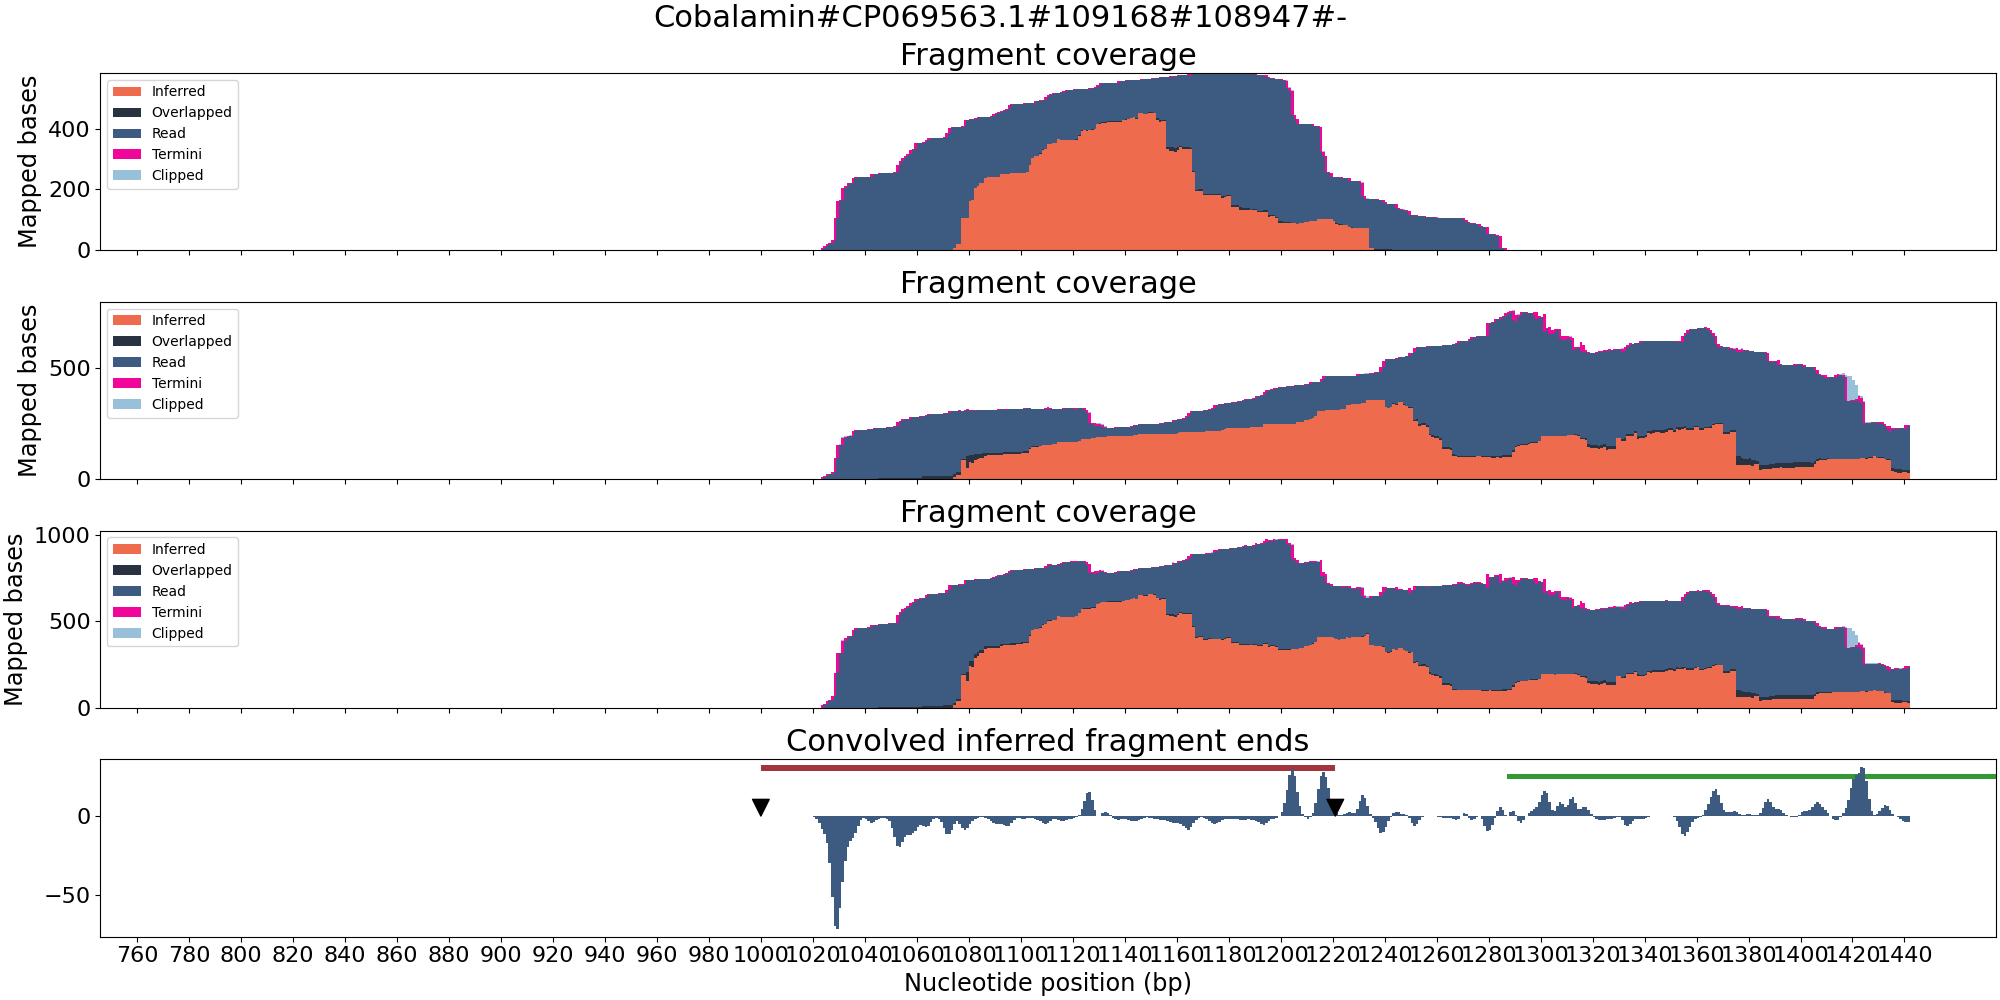 Cobalamin#CP069563.1#109168#108947#-
Fragment coverage
Mapped bases
400
200
0
Inferred
Overlapped
Read
Termini
Clipped
Fragment coverage
Mapped bases
500
0
Inferred
Overlapped
Read
Termini
Clipped
Fragment coverage
Mapped bases
1000
500
0
Inferred
Overlapped
Read
Termini
Clipped
Convolved inferred fragment ends
0
−50
760 780 800 820 840 860 880 900 920 940 960 980 1000 1020 1040 1060 1080 1100 1120 1140 1160 1180 1200 1220 1240 1260 1280 1300 1320 1340 1360 1380 1400 1420 1440
Nucleotide position (bp)